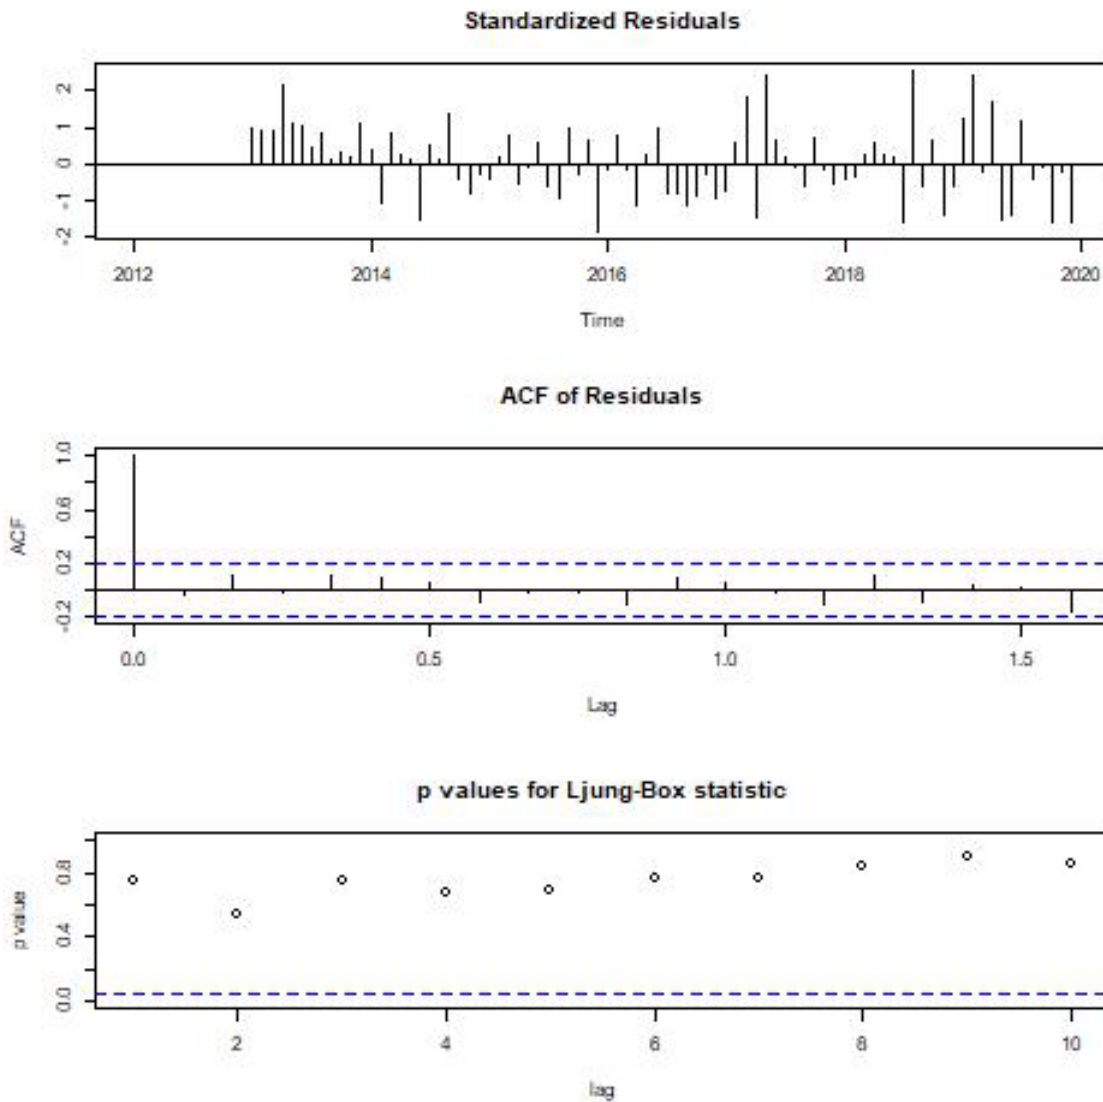 Standardized Residuals
2
1
0
-1
-2
2012 2014 2016 2018 2020
Time
ACF of Residuals
ACF
1.0
0.6
0.2
-0.2
0.0 0.5 1.0 1.5
Lag
p values for Ljung-Box statistic
p value
0.8
0.4
0.0
2 4 6 8 10
lag